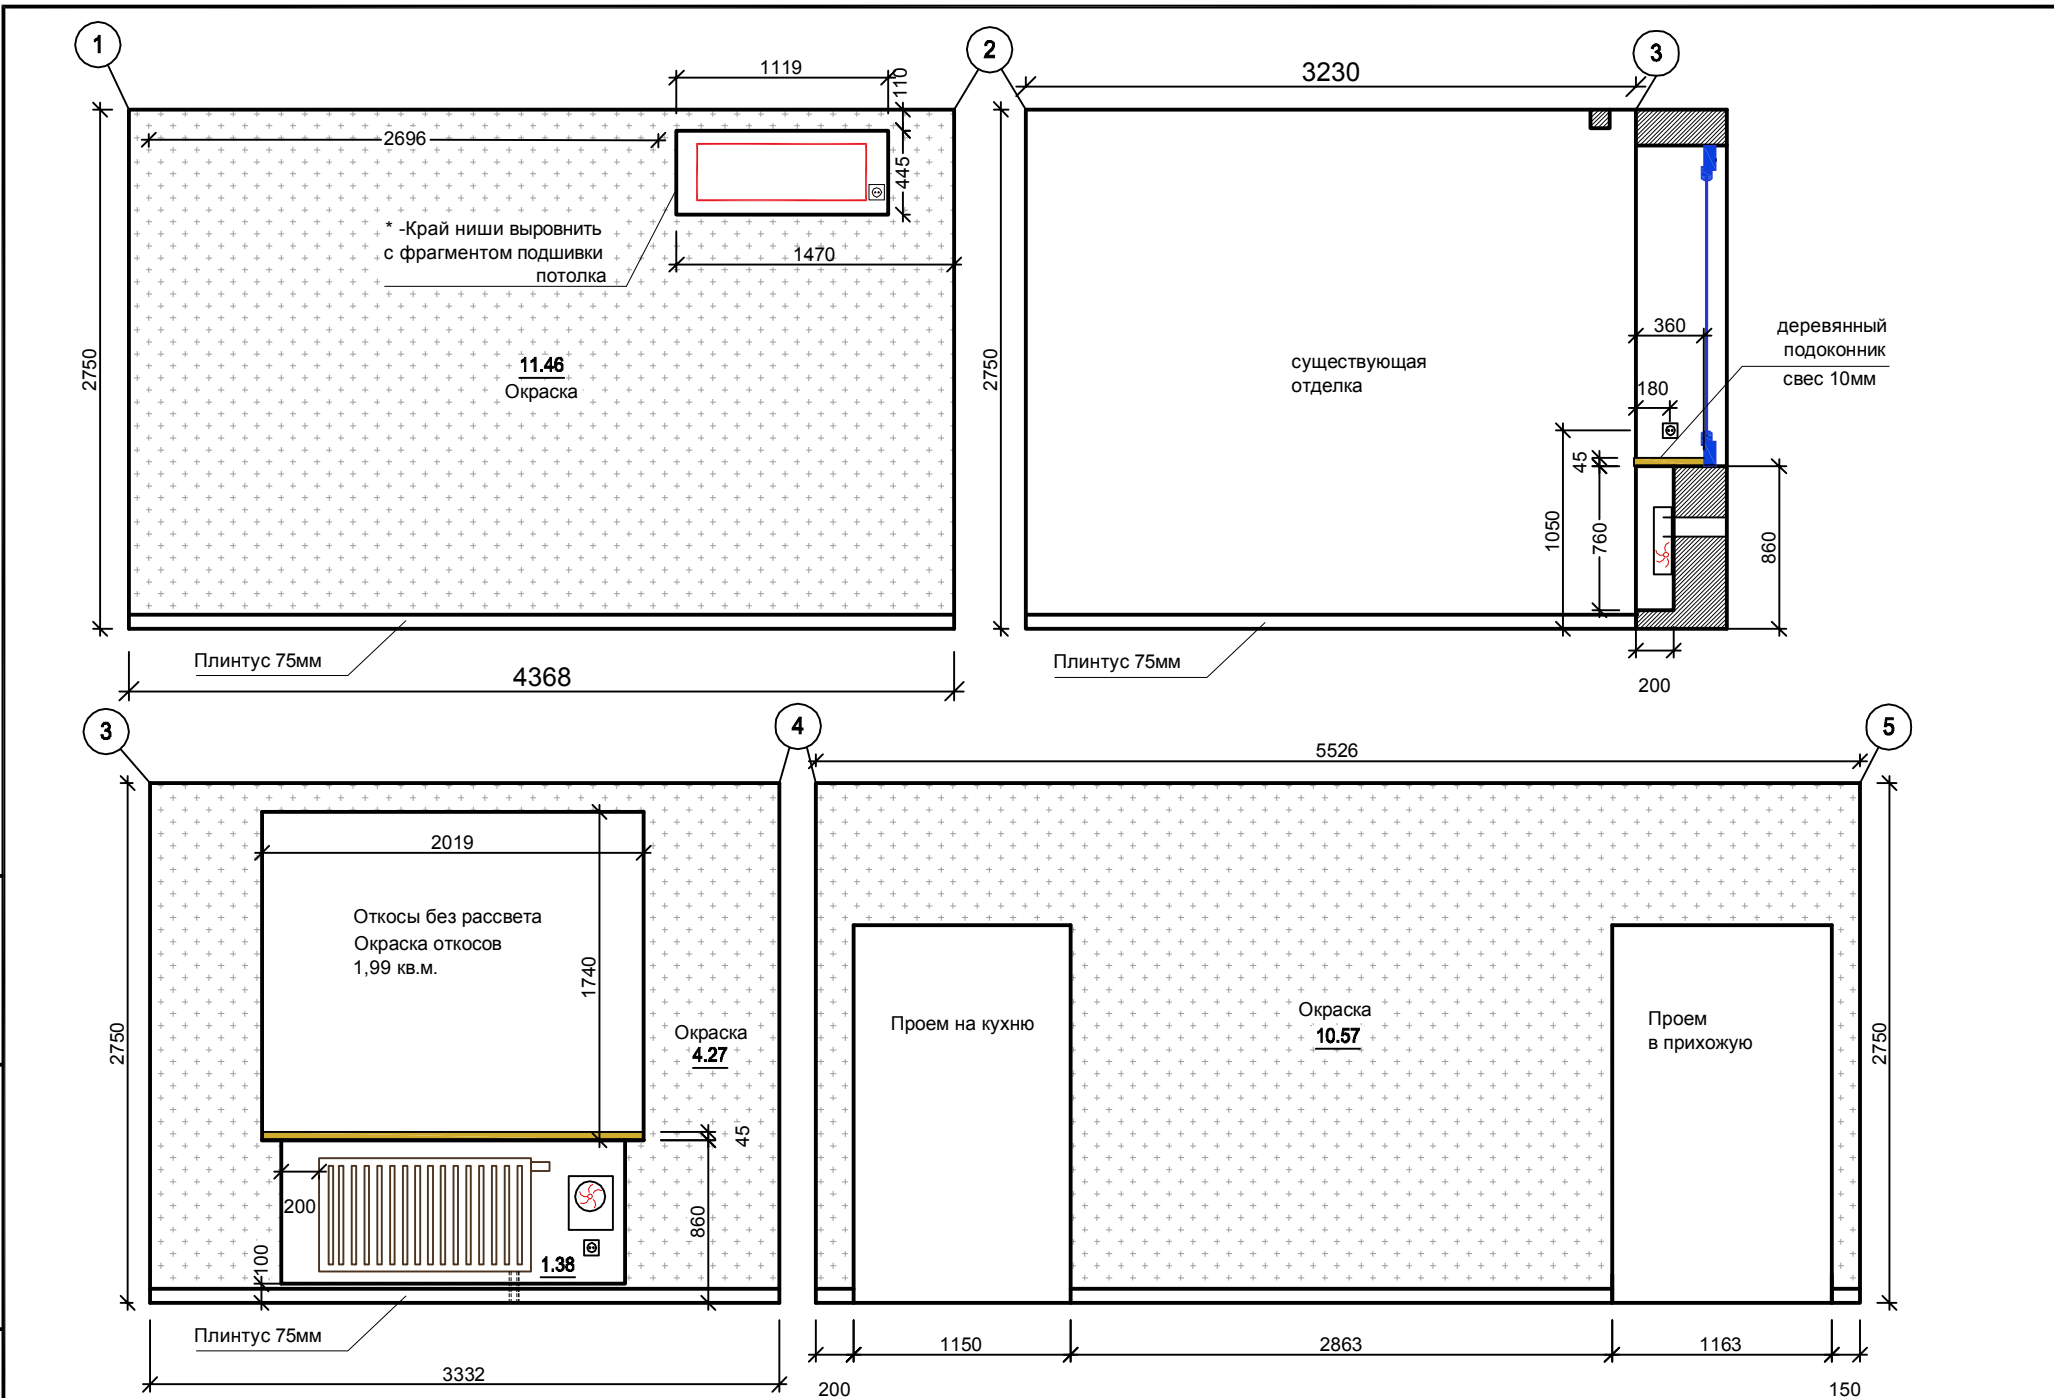 1
2
3
1119
110
3230
2696
445
* -Край ниши выровнить
с фрагментом подшивки
потолка
1470
2750
11.46
Окраска
2750
существующая
отделка
360
деревянный
подоконник
свес 10мм
180
45
1050
760
860
Плинтус 75мм
4368
Плинтус 75мм
200
3
4
5
5526
2019
Откосы без рассвета
Окраска откосов
1,99 кв.м.
1740
2750
Окраска
4.27
45
200
860
100
1.38
Плинтус 75мм
3332
Проем на кухню
Окраска
10.57
Проем
в прихожую
2750
1150
2863
1163
200
150